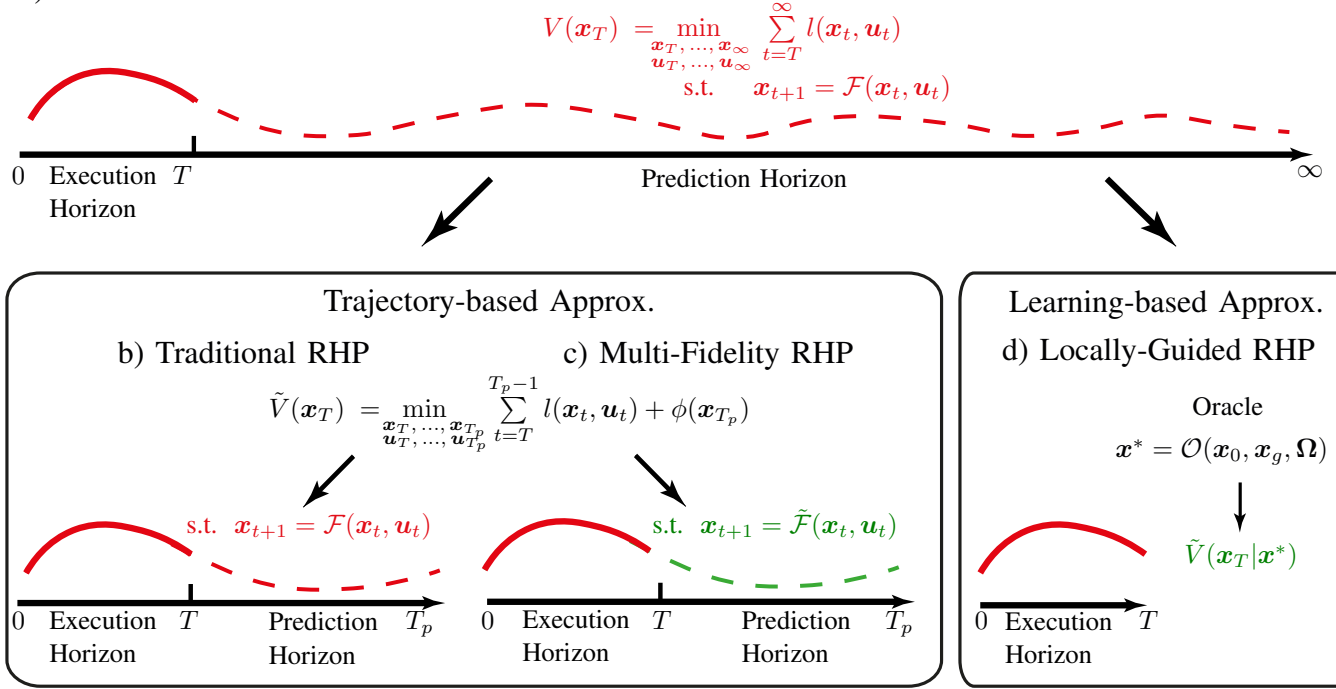 V(x_T) = min_{x_T, ..., x_∞ u_T, ..., u_∞} ∑_{t=T}^{∞} l(x_t, u_t)
s.t. x_{t+1} = F(x_t, u_t)
0 Execution Horizon T Prediction Horizon ∞
Trajectory-based Approx.
b) Traditional RHP c) Multi-Fidelity RHP
Ṽ(x_T) = min_{x_T, ..., x_{T_p} u_T, ..., u_{T_p}} ∑_{t=T}^{T_p-1} l(x_t, u_t) + ϕ(x_{T_p})
s.t. x_{t+1} = F(x_t, u_t)
0 Execution Horizon T Prediction Horizon T_p
s.t. x_{t+1} = F̃(x_t, u_t)
0 Execution Horizon T Prediction Horizon T_p
Learning-based Approx.
d) Locally-Guided RHP
Oracle
x* = O(x_0, x_g, Ω)
Ṽ(x_T|x*)
0 Execution Horizon T